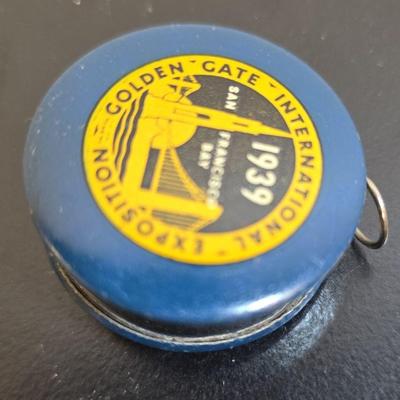 GOLDEN GATE INTERNATIONAL EXPOSITION
1939
SAN FRANCISCO BAY